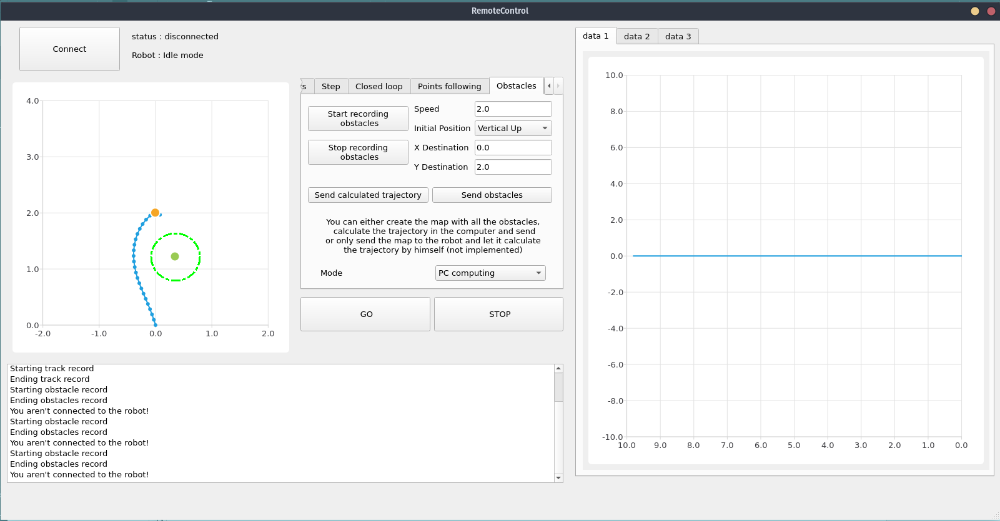 RemoteControl
Connect
status : disconnected
Robot : Idle mode
rs
Step
Closed loop
Points following
Obstacles
Start recording
obstacles
Stop recording
obstacles
Speed
2.0
Initial Position
Vertical Up
X Destination
0.0
Y Destination
2.0
Send calculated trajectory
Send obstacles
You can either create the map with all the obstacles,
calculate the trajectory in the computer and send
or only send the map to the robot and let it calculate
the trajectory by himself (not implemented)
Mode
PC computing
GO
STOP
4.0
3.0
2.0
1.0
0.0
-2.0 -1.0 0.0 1.0 2.0
Starting track record
Ending track record
Starting obstacle record
Ending obstacles record
You aren't connected to the robot!
Starting obstacle record
Ending obstacles record
You aren't connected to the robot!
Starting obstacle record
Ending obstacles record
You aren't connected to the robot!
data 1
data 2
data 3
10.0
8.0
6.0
4.0
2.0
0.0
-2.0
-4.0
-6.0
-8.0
-10.0
10.0 9.0 8.0 7.0 6.0 5.0 4.0 3.0 2.0 1.0 0.0